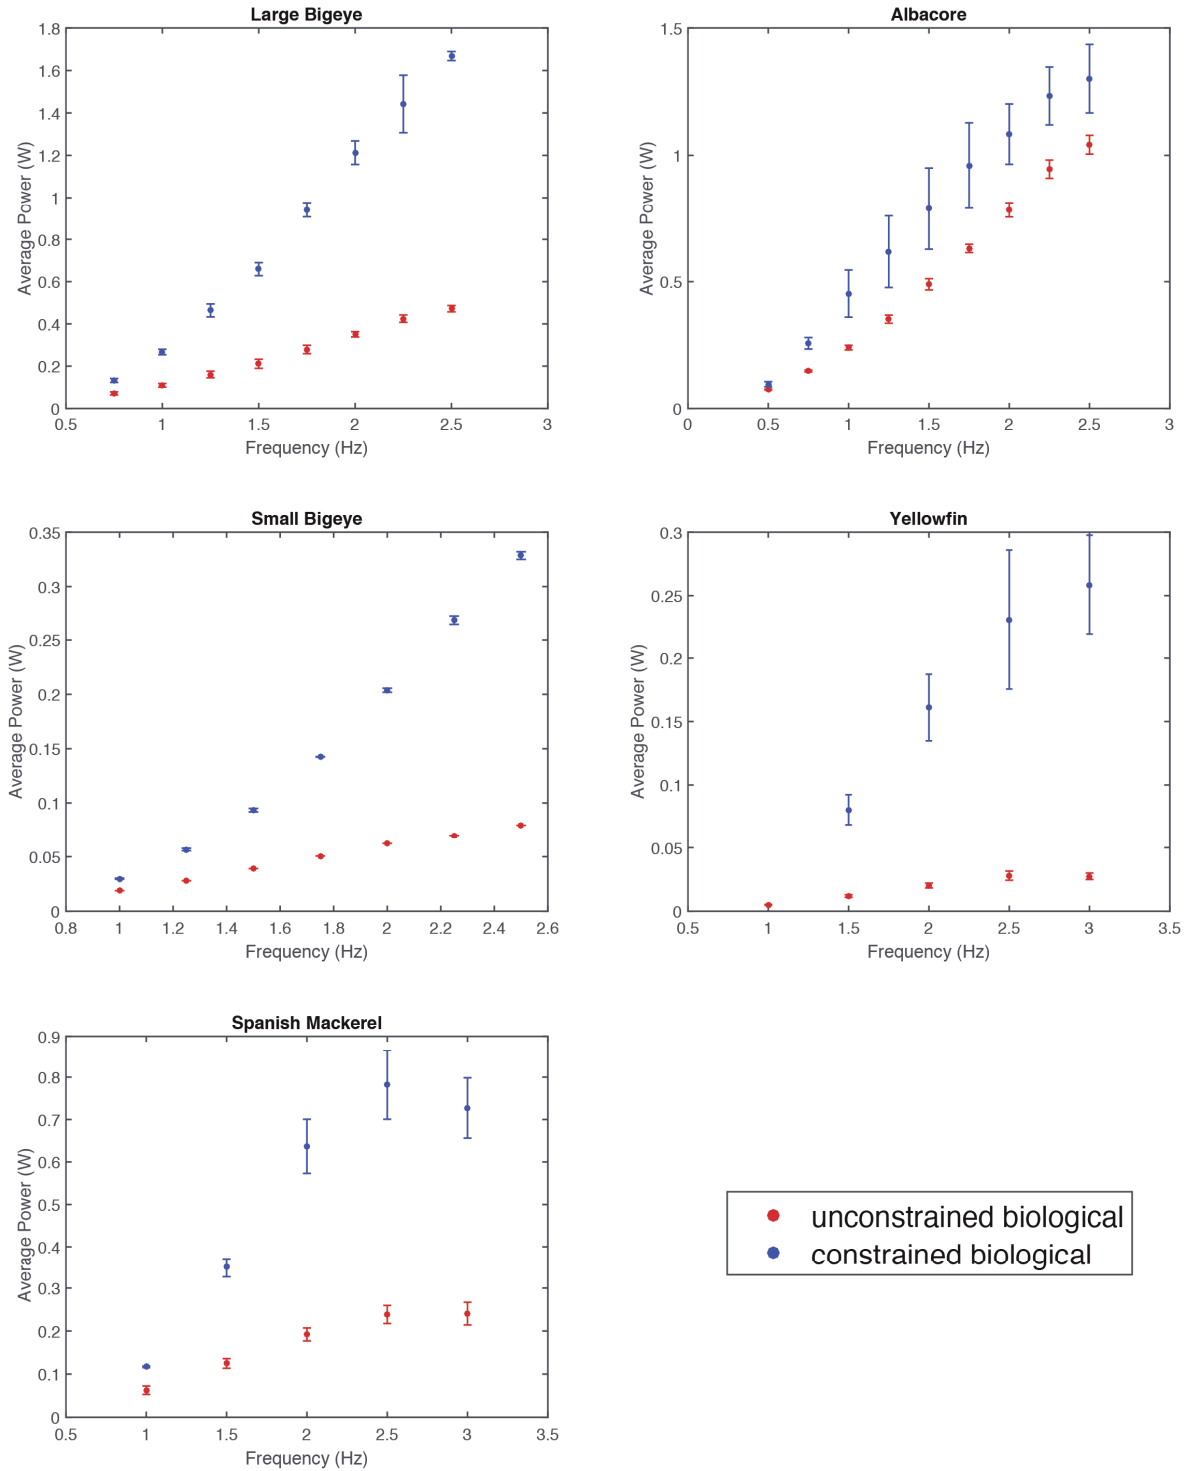 Large Bigeye
Average Power (W)
1.8
1.6
1.4
1.2
1
0.8
0.6
0.4
0.2
0
0.5 1 1.5 2 2.5 3
Frequency (Hz)
Albacore
Average Power (W)
1.5
1
0.5
0
0 0.5 1 1.5 2 2.5 3
Frequency (Hz)
Small Bigeye
Average Power (W)
0.35
0.3
0.25
0.2
0.15
0.1
0.05
0
0.8 1 1.2 1.4 1.6 1.8 2 2.2 2.4 2.6
Frequency (Hz)
Yellowfin
Average Power (W)
0.3
0.25
0.2
0.15
0.1
0.05
0
0.5 1 1.5 2 2.5 3 3.5
Frequency (Hz)
Spanish Mackerel
Average Power (W)
0.9
0.8
0.7
0.6
0.5
0.4
0.3
0.2
0.1
0
0.5 1 1.5 2 2.5 3 3.5
Frequency (Hz)
unconstrained biological
constrained biological